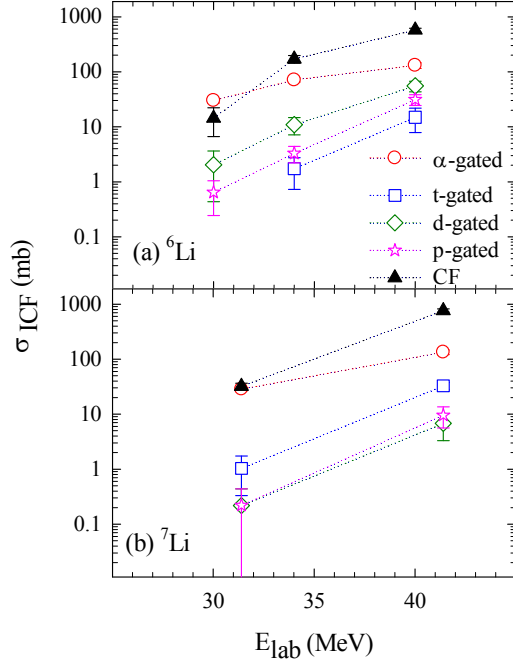 1000
100
10
1
0.1
α-gated
t-gated
d-gated
p-gated
CF
(a) ⁶Li
σ ICF (mb)
1000
100
10
1
0.1
(b) ⁷Li
30 35 40
E_lab (MeV)